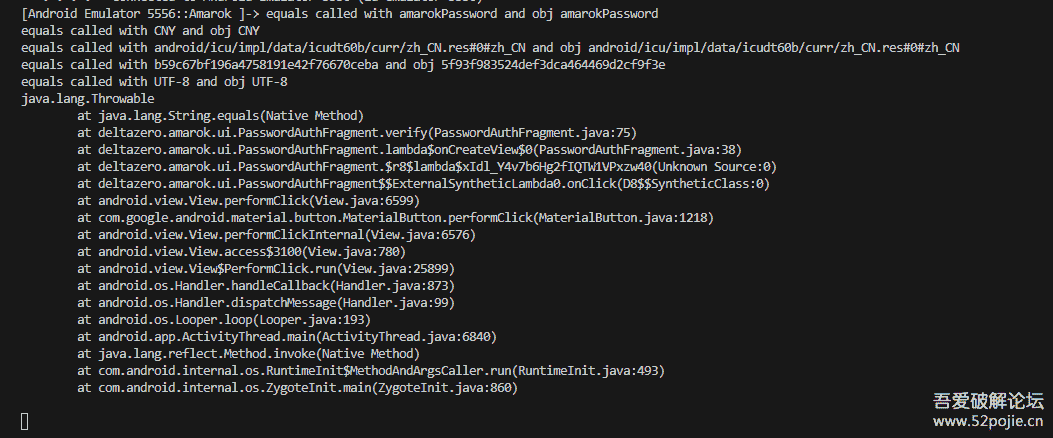 [Android Emulator 5556::Amarok ]-> equals called with amarokPassword and obj amarokPassword
equals called with CNY and obj CNY
equals called with android/icu/impl/data/icudt60b/curr/zh_CN.res#0#zh_CN and obj android/icu/impl/data/icudt60b/curr/zh_CN.res#0#zh_CN
equals called with b59c67bf196a4758191e42f76670ceba and obj 5f93f983524def3dca464469d2cf9f3e
equals called with UTF-8 and obj UTF-8
java.lang.Throwable
at java.lang.String.equals(Native Method)
at deltazero.amarok.ui.PasswordAuthFragment.verify(PasswordAuthFragment.java:75)
at deltazero.amarok.ui.PasswordAuthFragment.lambda$onCreateView$0(PasswordAuthFragment.java:38)
at deltazero.amarok.ui.PasswordAuthFragment.$r8$lambda$xIdl_Y4v7b6Hg2fIQTW1VPxzw40(Unknown Source:0)
at deltazero.amarok.ui.PasswordAuthFragment$$ExternalSyntheticLambda0.onClick(D8$$SyntheticClass:0)
at android.view.View.performClick(View.java:6599)
at com.google.android.material.button.MaterialButton.performClick(MaterialButton.java:1218)
at android.view.View.performClickInternal(View.java:6576)
at android.view.View.access$3100(View.java:780)
at android.view.View$PerformClick.run(View.java:25899)
at android.os.Handler.handleCallback(Handler.java:873)
at android.os.Handler.dispatchMessage(Handler.java:99)
at android.os.Looper.loop(Looper.java:193)
at android.app.ActivityThread.main(ActivityThread.java:6840)
at java.lang.reflect.Method.invoke(Native Method)
at com.android.internal.os.RuntimeInit$MethodAndArgsCaller.run(RuntimeInit.java:493)
at com.android.internal.os.ZygoteInit.main(ZygoteInit.java:860)
吾爱破解论坛
www.52pojie.cn